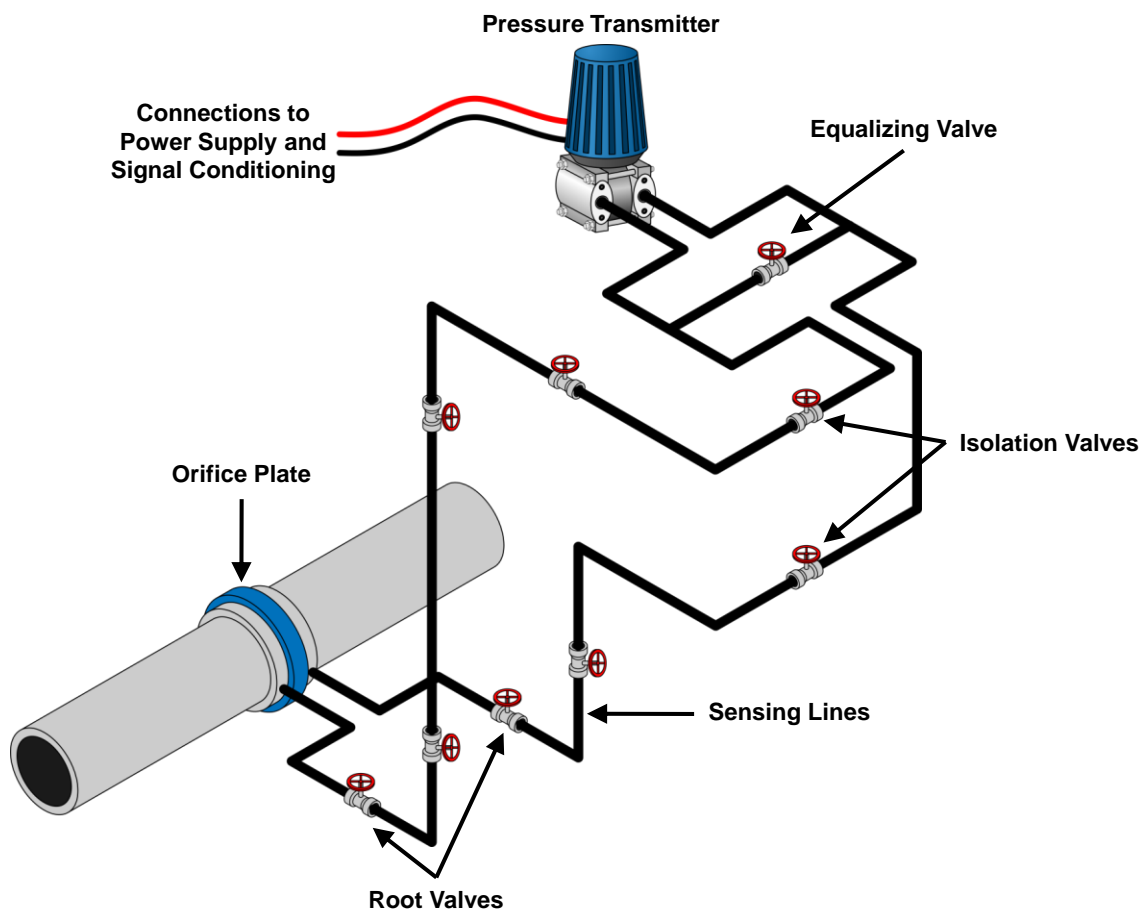 Pressure Transmitter
Connections to
Power Supply and
Signal Conditioning
Equalizing Valve
Isolation Valves
Orifice Plate
Sensing Lines
Root Valves